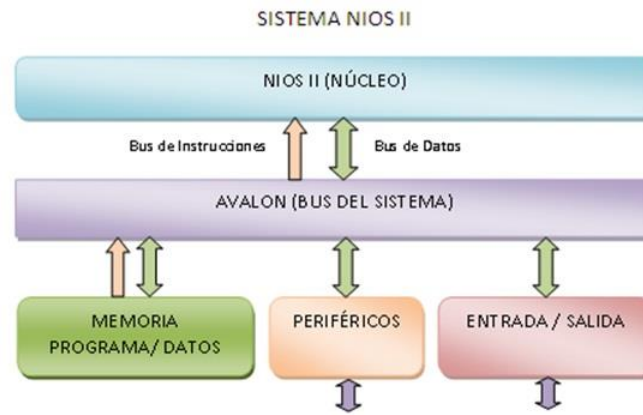 SISTEMA NIOS II
NIOS II (NÚCLEO)
Bus de Instrucciones
Bus de Datos
AVALON (BUS DEL SISTEMA)
MEMORIA
PROGRAMA/ DATOS
PERIFÉRICOS
ENTRADA / SALIDA